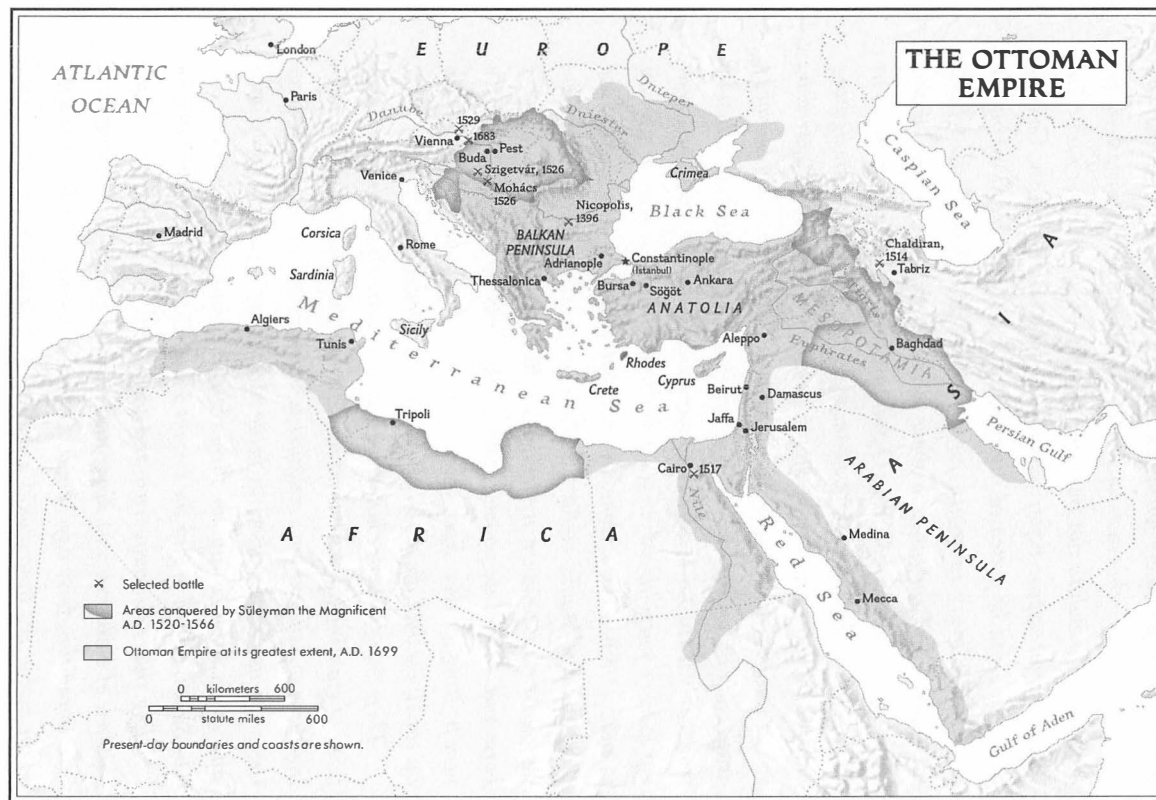 THE OTTOMAN
EMPIRE
E U R O P E
ATLANTIC
OCEAN
London
Paris
Danube
Dniester
Dnieper
1529
1683
Vienna
Buda
Pest
Szigetvár, 1526
Mohács
1526
Venice
Crimea
Caspian Sea
Nicopolis,
1396
Black Sea
Madrid
Corsica
Rome
BALKAN
PENINSULA
Adrianople
Constantinople
(Istanbul)
Chaldiran,
1514
Tabriz
Sardinia
Thessalonica
Bursa
Söğöt
Ankara
ANATOLIA
Tigris
MESOPOTAMIA
Euphrates
Baghdad
A S I A
Algiers
Tunis
Sicily
Mediterranean Sea
Aleppo
Rhodes
Crete
Cyprus
Beirut
Damascus
Jaffa
Jerusalem
Tripoli
Persian Gulf
Cairo
1517
Nile
ARABIAN PENINSULA
A F R I C A
Red Sea
Medina
Mecca
Gulf of Aden
Selected battle
Areas conquered by Süleyman the Magnificent
A.D. 1520-1566
Ottoman Empire at its greatest extent, A.D. 1699
0 kilometers 600
0 600
statute miles
Present-day boundaries and coasts are shown.